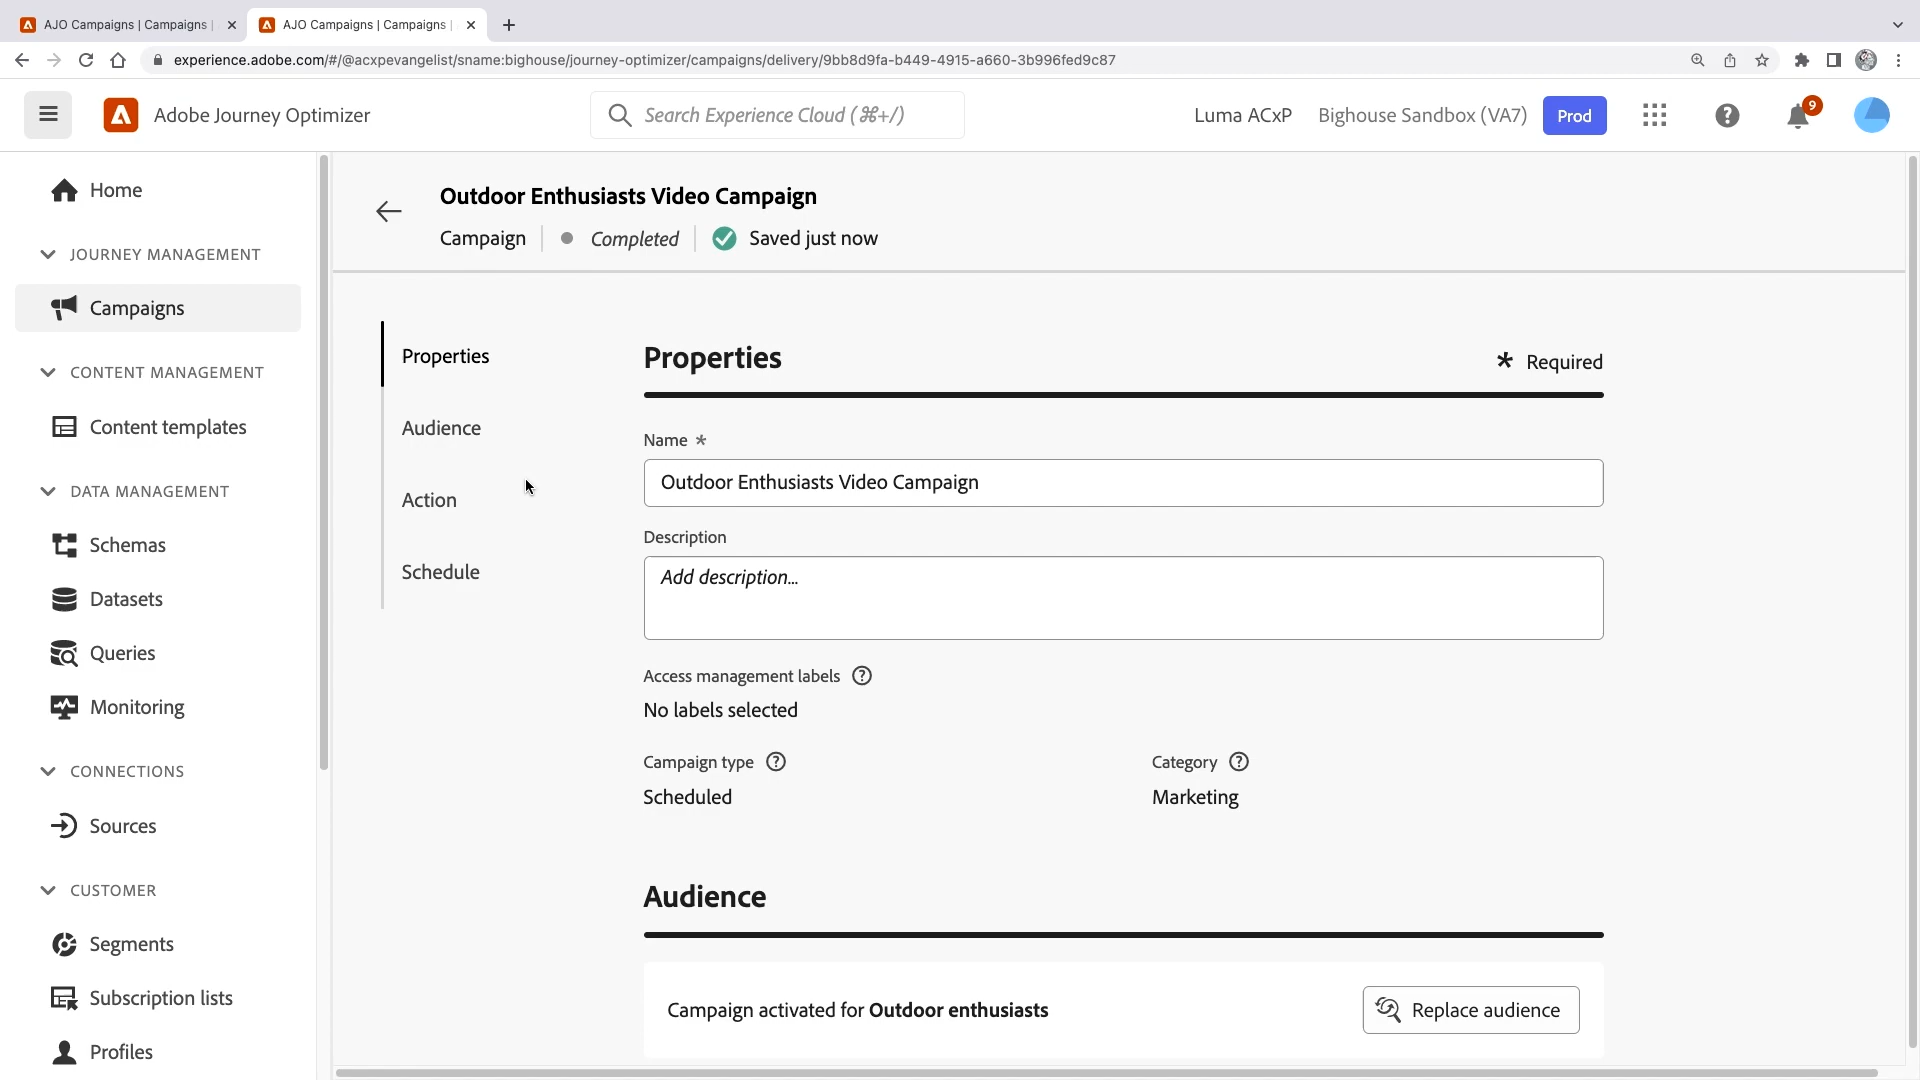 AJO Campaigns | Campaigns |
AJO Campaigns | Campaigns |
experience.adobe.com/#/@acxpevangelist/sname:bighouse/journey-optimizer/campaigns/delivery/9bb8d9fa-b449-4915-a660-3b996fed9c87
Adobe Journey Optimizer
Search Experience Cloud (⌘+/)
Luma ACxP
Bighouse Sandbox (VA7)
Prod
9
Home
JOURNEY MANAGEMENT
Campaigns
CONTENT MANAGEMENT
Content templates
DATA MANAGEMENT
Schemas
Datasets
Queries
Monitoring
CONNECTIONS
Sources
CUSTOMER
Segments
Subscription lists
Profiles
Outdoor Enthusiasts Video Campaign
Campaign
Completed
Saved just now
Properties
Audience
Action
Schedule
Properties
* Required
Name *
Outdoor Enthusiasts Video Campaign
Description
Add description...
Access management labels
No labels selected
Campaign type
Scheduled
Category
Marketing
Audience
Campaign activated for Outdoor enthusiasts
Replace audience